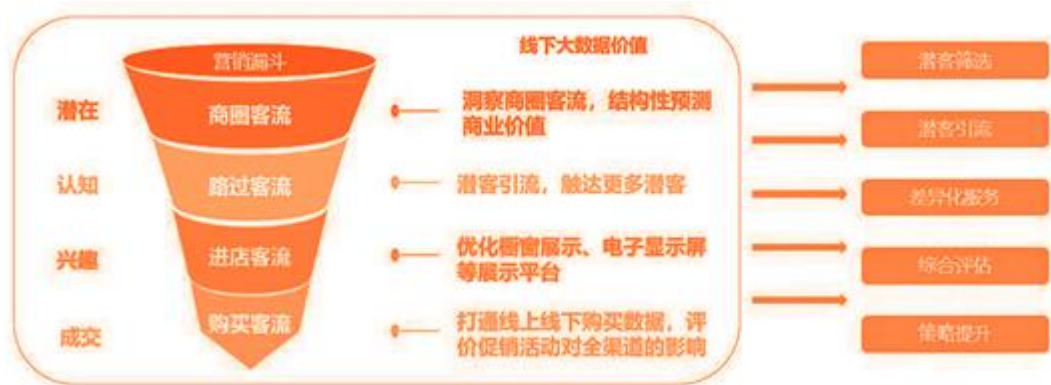 营销漏斗
线下大数据价值
潜在
商圈客流
洞察商圈客流，结构性预测
商业价值
认知
路过客流
潜客引流，触达更多潜客
兴趣
进店客流
优化橱窗展示、电子显示屏
等展示平台
成交
购买客流
打通线上线下购买数据，评
价促销活动对全渠道的影响
潜客筛选
潜客引流
差异化服务
综合评估
策略提升